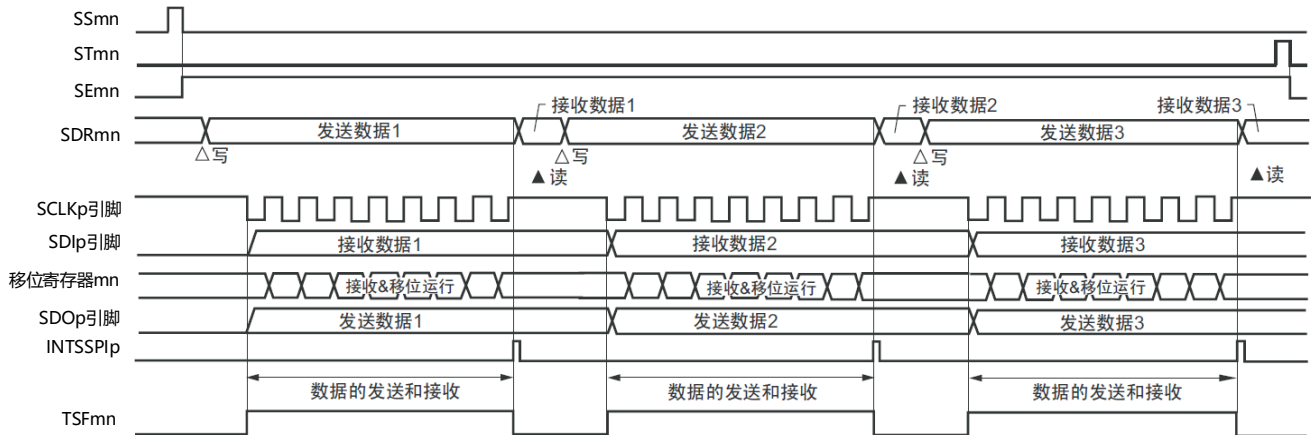 SSmn
STmn
SEmn
接收数据1 接收数据2 接收数据3
SDRmn 发送数据1 发送数据2 发送数据3
△写 △写 △写
▲读 ▲读 ▲读
SCLKp引脚
SDIp引脚 接收数据1 接收数据2 接收数据3
移位寄存器mn 接收&移位运行 接收&移位运行 接收&移位运行
SDOp引脚 发送数据1 发送数据2 发送数据3
INTSSPIp
数据的发送和接收 数据的发送和接收 数据的发送和接收
TSFmn